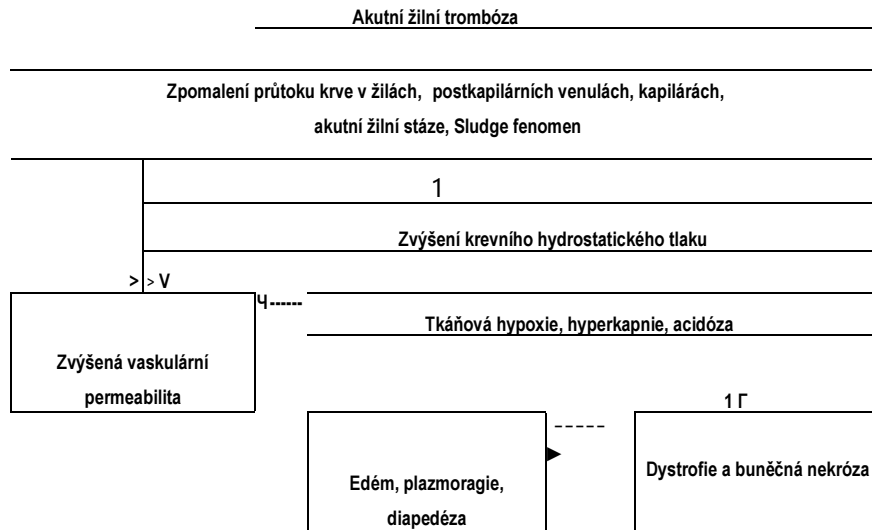 Akutní žilní trombóza
Zpomalení průtoku krve v žilách, postkapilárních venulách, kapilárách,
akutní žilní stáze, Sludge fenomen
1
Zvýšení krevního hydrostatického tlaku
> > V
Ч ------
Tkáňová hypoxie, hyperkapnie, acidóza
Zvýšená vaskulární
permeabilita
1 Г
-----
Edém, plazmoragie,
diapedéza
Dystrofie a buněčná nekróza